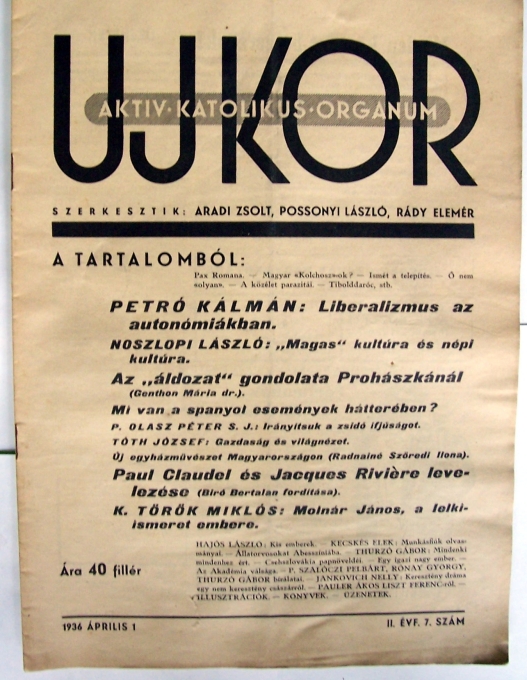 UJKOR
AKTIV·KATOLIKUS·ORGANUM
SZERKESZTIK: ARADI ZSOLT, POSSONYI LÁSZLÓ, RÁDY ELEMÉR
A TARTALOMBÓL:
Pax Romana. — Magyar «Kolchosz»-ok? — Ismét a telepítés. — Ő nem
olyan». — A közélet parazitái. — Tibolddaróc, stb.
PETRÓ KÁLMÁN: Liberalizmus az
autonómiákban.
NOSZLOPI LÁSZLÓ: „Magas“ kultúra és népi
kultúra.
Az „áldozat“ gondolata Prohászkánál
(Genthon Mária dr.).
Mi van a spanyol események hátterében?
P. OLASZ PÉTER S. J.: Irányítsuk a zsidó ifjúságot.
TÓTH JÓZSEF: Gazdaság és világnézet.
Új egyházművészet Magyarországon (Radnainé Szöredi Ilona).
Paul Claudel és Jacques Rivière leve-
lezése (Biró Bertalan fordítása).
K. TÖRÖK MIKLÓS: Molnár János, a lelki-
ismeret embere.
HAJÓS LÁSZLÓ: Kis emberek. — KECSKÉS ELEK: Munkásfiúk olvas-
mányai. — Állatorvosokat Abesszíniába. — THURZÓ GÁBOR: Mindenki
mindenhez ért. — Csehszlovákia papnöveldéi. — Egy igazi nagy ember. —
Az Akadémia válsága. — P. SZALÓCZI PELBÁRT, RÓNAY GYÖRGY,
THURZÓ GÁBOR bírálatai. — JANKOVICH NELLY: Keresztény dráma
egy nem keresztény császárról. — PAULER ÁKOS LISZT FERENC-ről. —
ILLUSZTRÁCIÓK. — KÖNYVEK. — ÜZENETEK.
Ára 40 fillér
1936 ÁPRILIS 1
II. ÉVF. 7. SZÁM